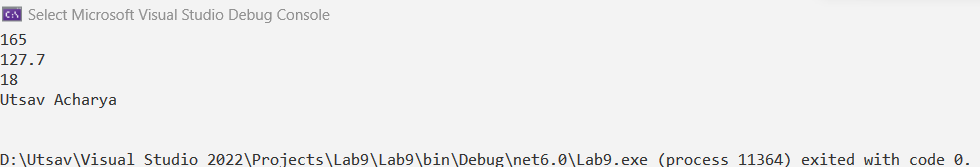 Select Microsoft Visual Studio Debug Console
165
127.7
18
Utsav Acharya
D:\Utsav\Visual Studio 2022\Projects\Lab9\Lab9\bin\Debug\net6.0\Lab9.exe (process 11364) exited with code 0.